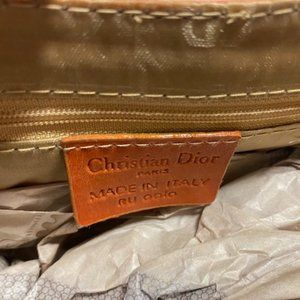 Christian Dior
PARIS
MADE IN ITALY
RU 0010